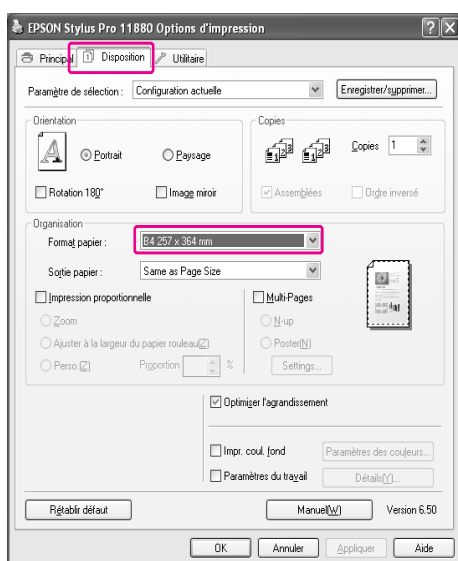 EPSON Stylus Pro 11880 Options d'impression
Principal Disposition Utilitaire
Paramètre de sélection : Configuration actuelle Enregistrer/supprimer...
Orientation
Portrait Paysage
Rotation 180° Image miroir
Copies
Copies 1
Assemblées Ordre inversé
Organisation
Format papier : B4 257 x 364 mm
Sortie papier : Same as Page Size
Impression proportionnelle
Zoom
Ajuster à la largeur du papier rouleau(Z)
Perso.(Z) Proportion %
Multi-Pages
N-up
Poster(N)
Settings...
Optimiser l'agrandissement
Impr. coul. fond Paramètres des couleurs...
Paramètres du travail Détails(Y)...
Rétablir défaut Manuel(W) Version 6.50
OK Annuler Appliquer Aide